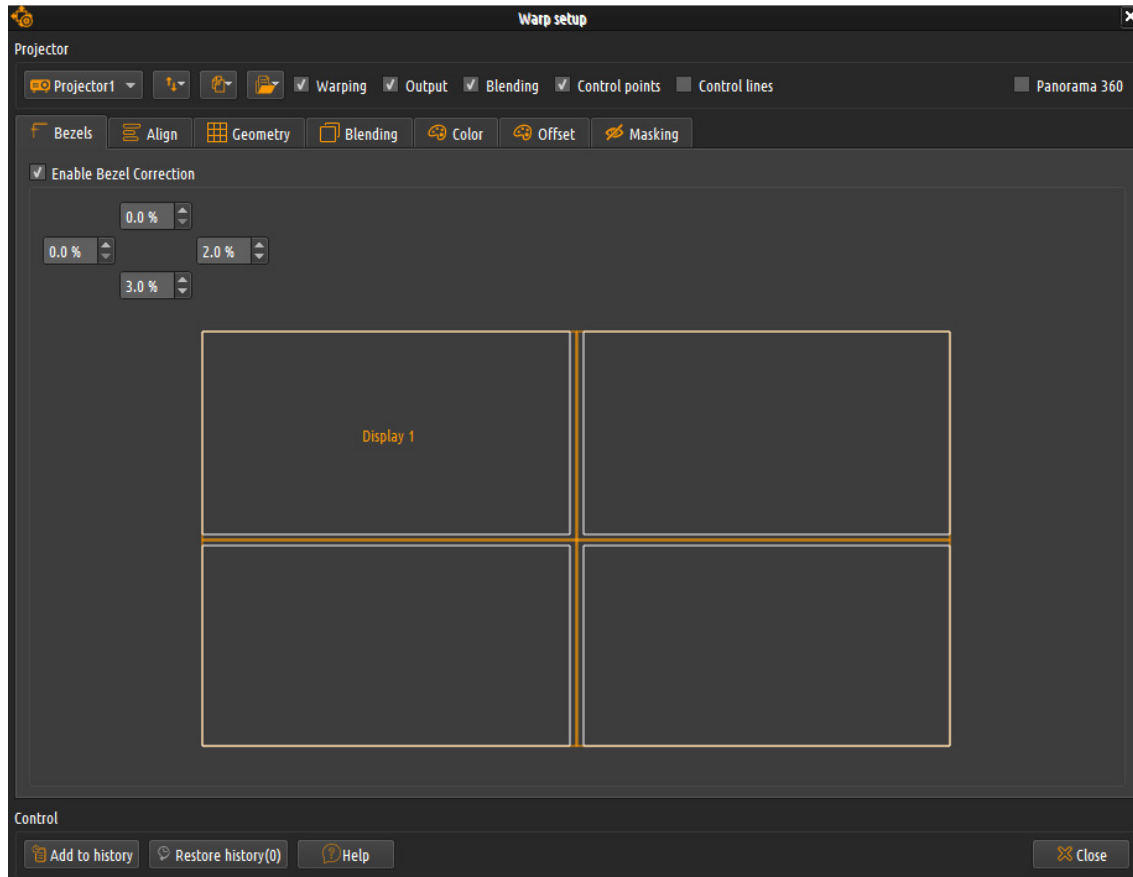 Warp setup
Projector
Projector1 Warping Output Blending Control points Control lines Panorama 360
Bezels Align Geometry Blending Color Offset Masking
Enable Bezel Correction
0.0 %
0.0 % 2.0 %
3.0 %
Display 1
Control
Add to history Restore history(0) Help Close